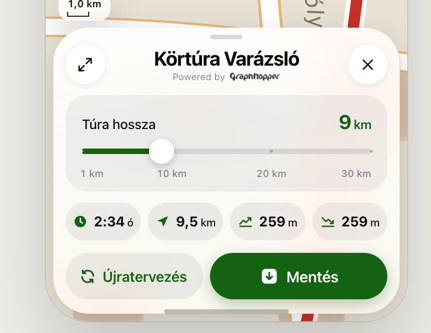 1,0 km
ály
Körtúra Varázsló
Powered by GraphHopper
Túra hossza
9 km
1 km 10 km 20 km 30 km
2:34 ó 9,5 km 259 m 259 m
Újratervezés Mentés